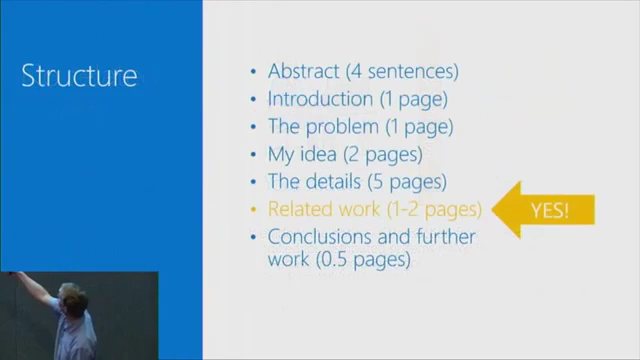 Structure
• Abstract (4 sentences)
• Introduction (1 page)
• The problem (1 page)
• My idea (2 pages)
• The details (5 pages)
• Related work (1-2 pages)
YES!
• Conclusions and further
work (0.5 pages)